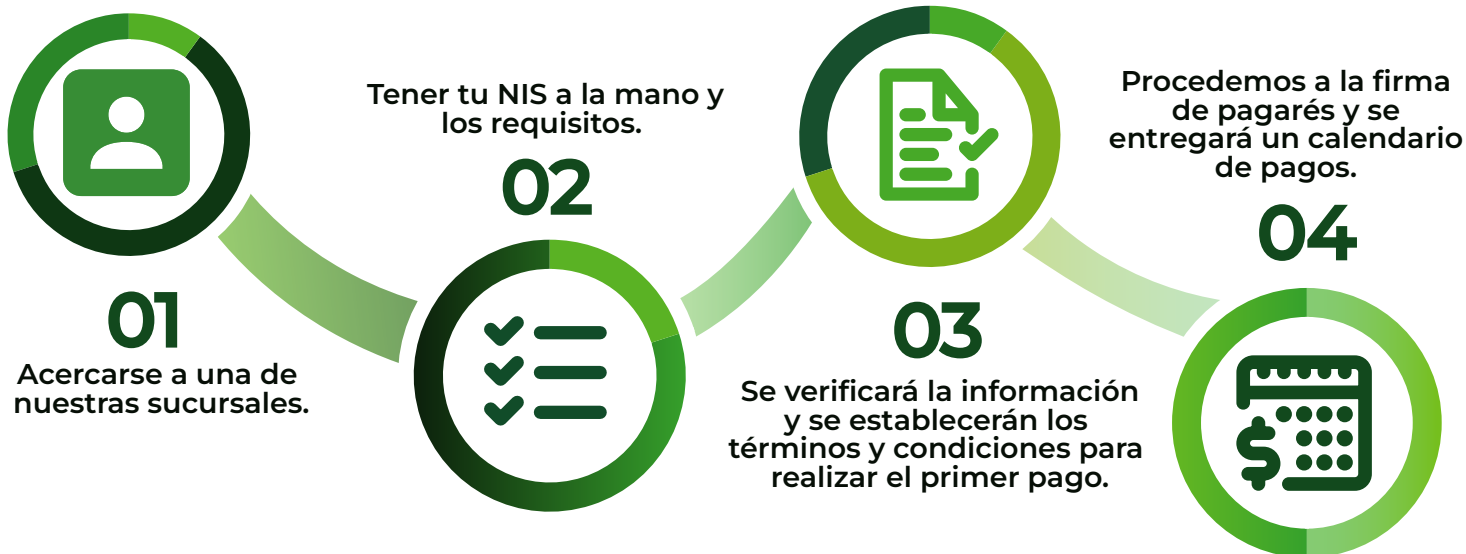 01
Acercarse a una de
nuestras sucursales.
Tener tu NIS a la mano y
los requisitos.
02
03
Se verificará la información
y se establecerán los
términos y condiciones para
realizar el primer pago.
Procedemos a la firma
de pagarés y se
entregará un calendario
de pagos.
04
$